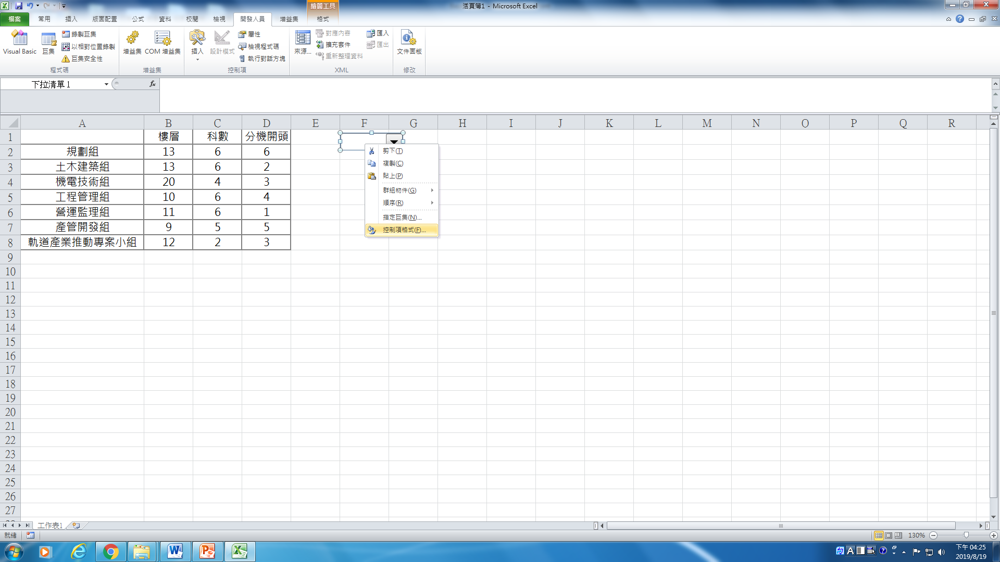 活頁簿1 - Microsoft Excel
繪圖工具
檔案 常用 插入 版面配置 公式 資料 校閱 檢視 開發人員 增益集 格式
Visual Basic
巨集
錄製巨集
以相對位置錄製
巨集安全性
程式碼
增益集
COM 增益集
增益集
插入
設計模式
屬性
檢視程式碼
執行對話方塊
控制項
來源...
對應內容
擴充套件
重新整理資料
匯入
匯出
XML
文件面板
修改
下拉清單 1
fx
A B C D E F G H I J K L M N O P Q R
1 樓層 科數 分機開頭
2 規劃組 13 6 6
3 土木建築組 13 6 2
4 機電技術組 20 4 3
5 工程管理組 10 6 4
6 營運監理組 11 6 1
7 產管開發組 9 5 5
8 軌道產業推動專案小組 12 2 3
9
10
11
12
13
14
15
16
17
18
19
20
21
22
23
24
25
26
27
剪下(T)
複製(C)
貼上(P)
群組物件(G)
順序(R)
指定巨集(N)...
控制項格式(F)...
工作表1
就緒
130%
下午 04:25
2019/8/19